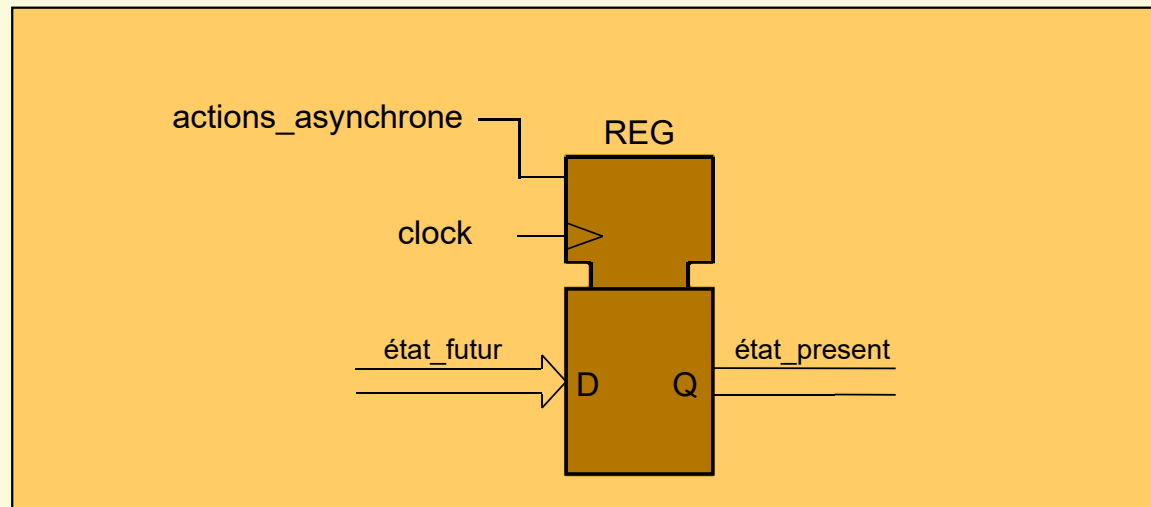 actions_asynchrone
REG
clock
état_futur
état_present
D
Q